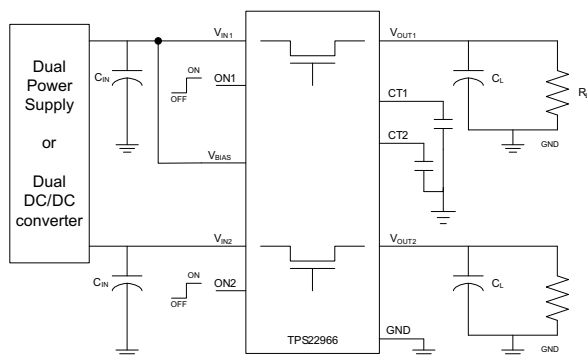 Dual
Power
Supply
or
Dual
DC/DC
converter
VIN1
CIN
ON
OFF
ON1
VBIAS
VOUT1
CT1
CT2
CL
GND
VIN2
CIN
ON
OFF
ON2
VOUT2
CL
GND
GND
TPS22966